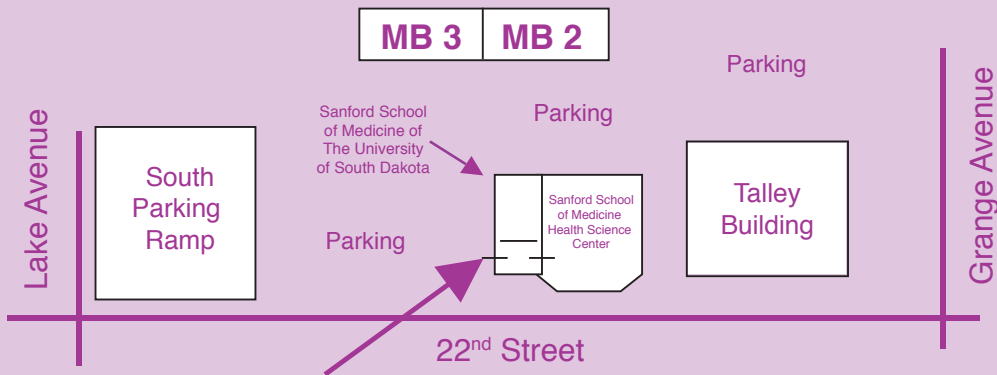 MB 3
MB 2
Parking
Lake Avenue
Grange Avenue
Sanford School
of Medicine of
The University
of South Dakota
Parking
South
Parking
Ramp
Sanford School
of Medicine
Health Science
Center
Talley
Building
Parking
22nd Street